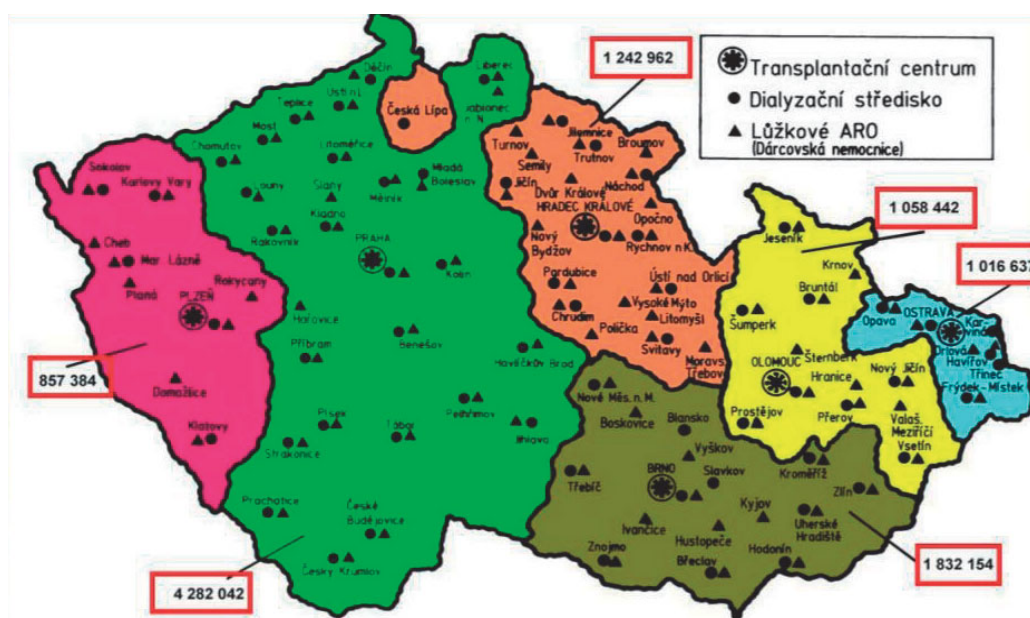 1 242 962
Transplantační centrum
Dialyzační středisko
Lůžkové ARO
(Dárcovská nemocnice)
Děčín
Liberec
Ústí n.L.
Teplice
Česká Lípa
Jablonec
n. N.
Most
Chomutov
Litoměřice
Jilemnice
Turnov
Trutnov
Broumov
Semily
Sokolov
Karlovy Vary
Louny
Slaný
Mělník
Mladá
Boleslav
Jičín
Dvůr Králové
Náchod
Kladno
HRADEC KRÁLOVÉ
Opočno
1 058 442
Rakovník
PRAHA
Nový
Bydžov
Rychnov n.K.
Jeseník
Cheb
Mar. Lázně
Kolín
Krnov
1 016 637
Planá
Rokycany
Pardubice
Ústí nad Orlicí
Bruntál
PLZEŇ
Vysoké Mýto
Opava
OSTRAVA
Kar-
viná
Hořovice
Chrudim
Litomyšl
Šumperk
Orlová
Havířov
Benešov
Polička
Šternberk
Třinec
Příbram
Havlíčkův Brod
Svitavy
Moravs.
Třebová
OLOMOUC
Hranice
Nový Jičín
Frýdek-Místek
857 384
Domažlice
Nové Měs. n.M.
Blansko
Prostějov
Přerov
Valaš.
Meziříčí
Písek
Tábor
Pelhřimov
Boskovice
Klatovy
Strakonice
Jihlava
Vyškov
Vsetín
BRNO
Slavkov
Kroměříž
Třebíč
Zlín
Prachatice
České
Budějovice
Kyjov
Ivančice
Uherské
Hradiště
Hustopeče
Znojmo
Hodonín
Český Krumlov
Břeclav
1 832 154
4 282 042